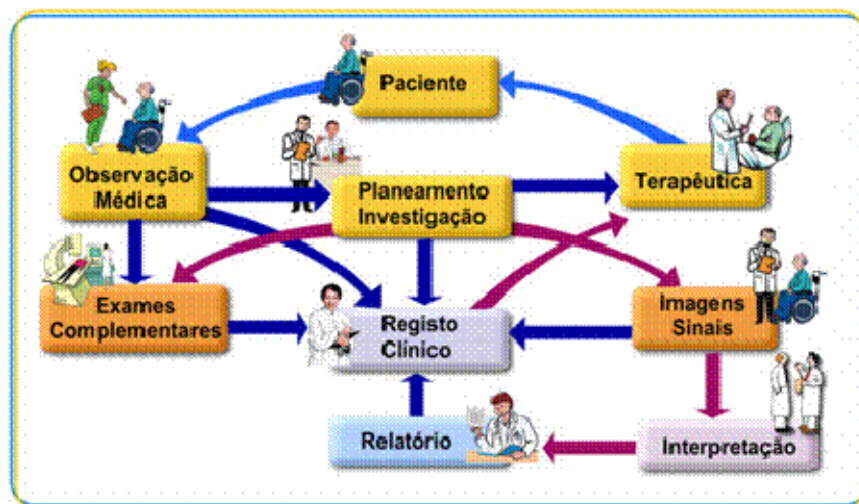 Paciente
Observação
Médica
Planeamento
Investigação
Terapêutica
Exames
Complementares
Registo
Clínico
Imagens
Sinais
Relatório
Interpretação